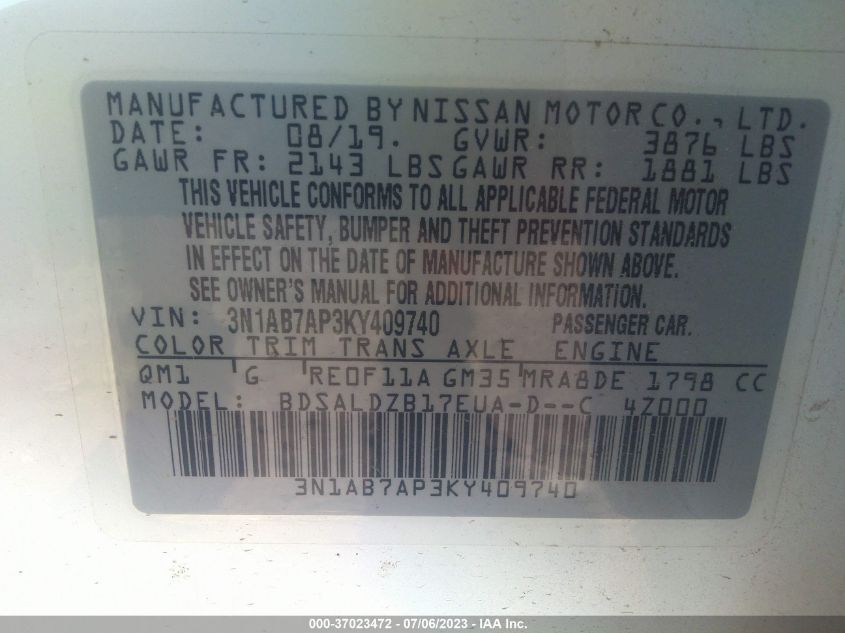 MANUFACTURED BY NISSAN MOTOR CO., LTD.
DATE: 08/19. GVWR: 3876 LBS
GAWR FR: 2143 LBS GAWR RR: 1881 LBS
THIS VEHICLE CONFORMS TO ALL APPLICABLE FEDERAL MOTOR
VEHICLE SAFETY, BUMPER AND THEFT PREVENTION STANDARDS
IN EFFECT ON THE DATE OF MANUFACTURE SHOWN ABOVE.
SEE OWNER'S MANUAL FOR ADDITIONAL INFORMATION.
VIN: 3N1AB7AP3KY409740 PASSENGER CAR.
COLOR TRIM TRANS AXLE ENGINE
QM1 G RE0F11A GM35 MRA8DE 1798 CC
MODEL: BDSALDZB17EUA-D--C 4Z000
3N1AB7AP3KY409740
000-37023472 - 07/06/2023 - IAA Inc.